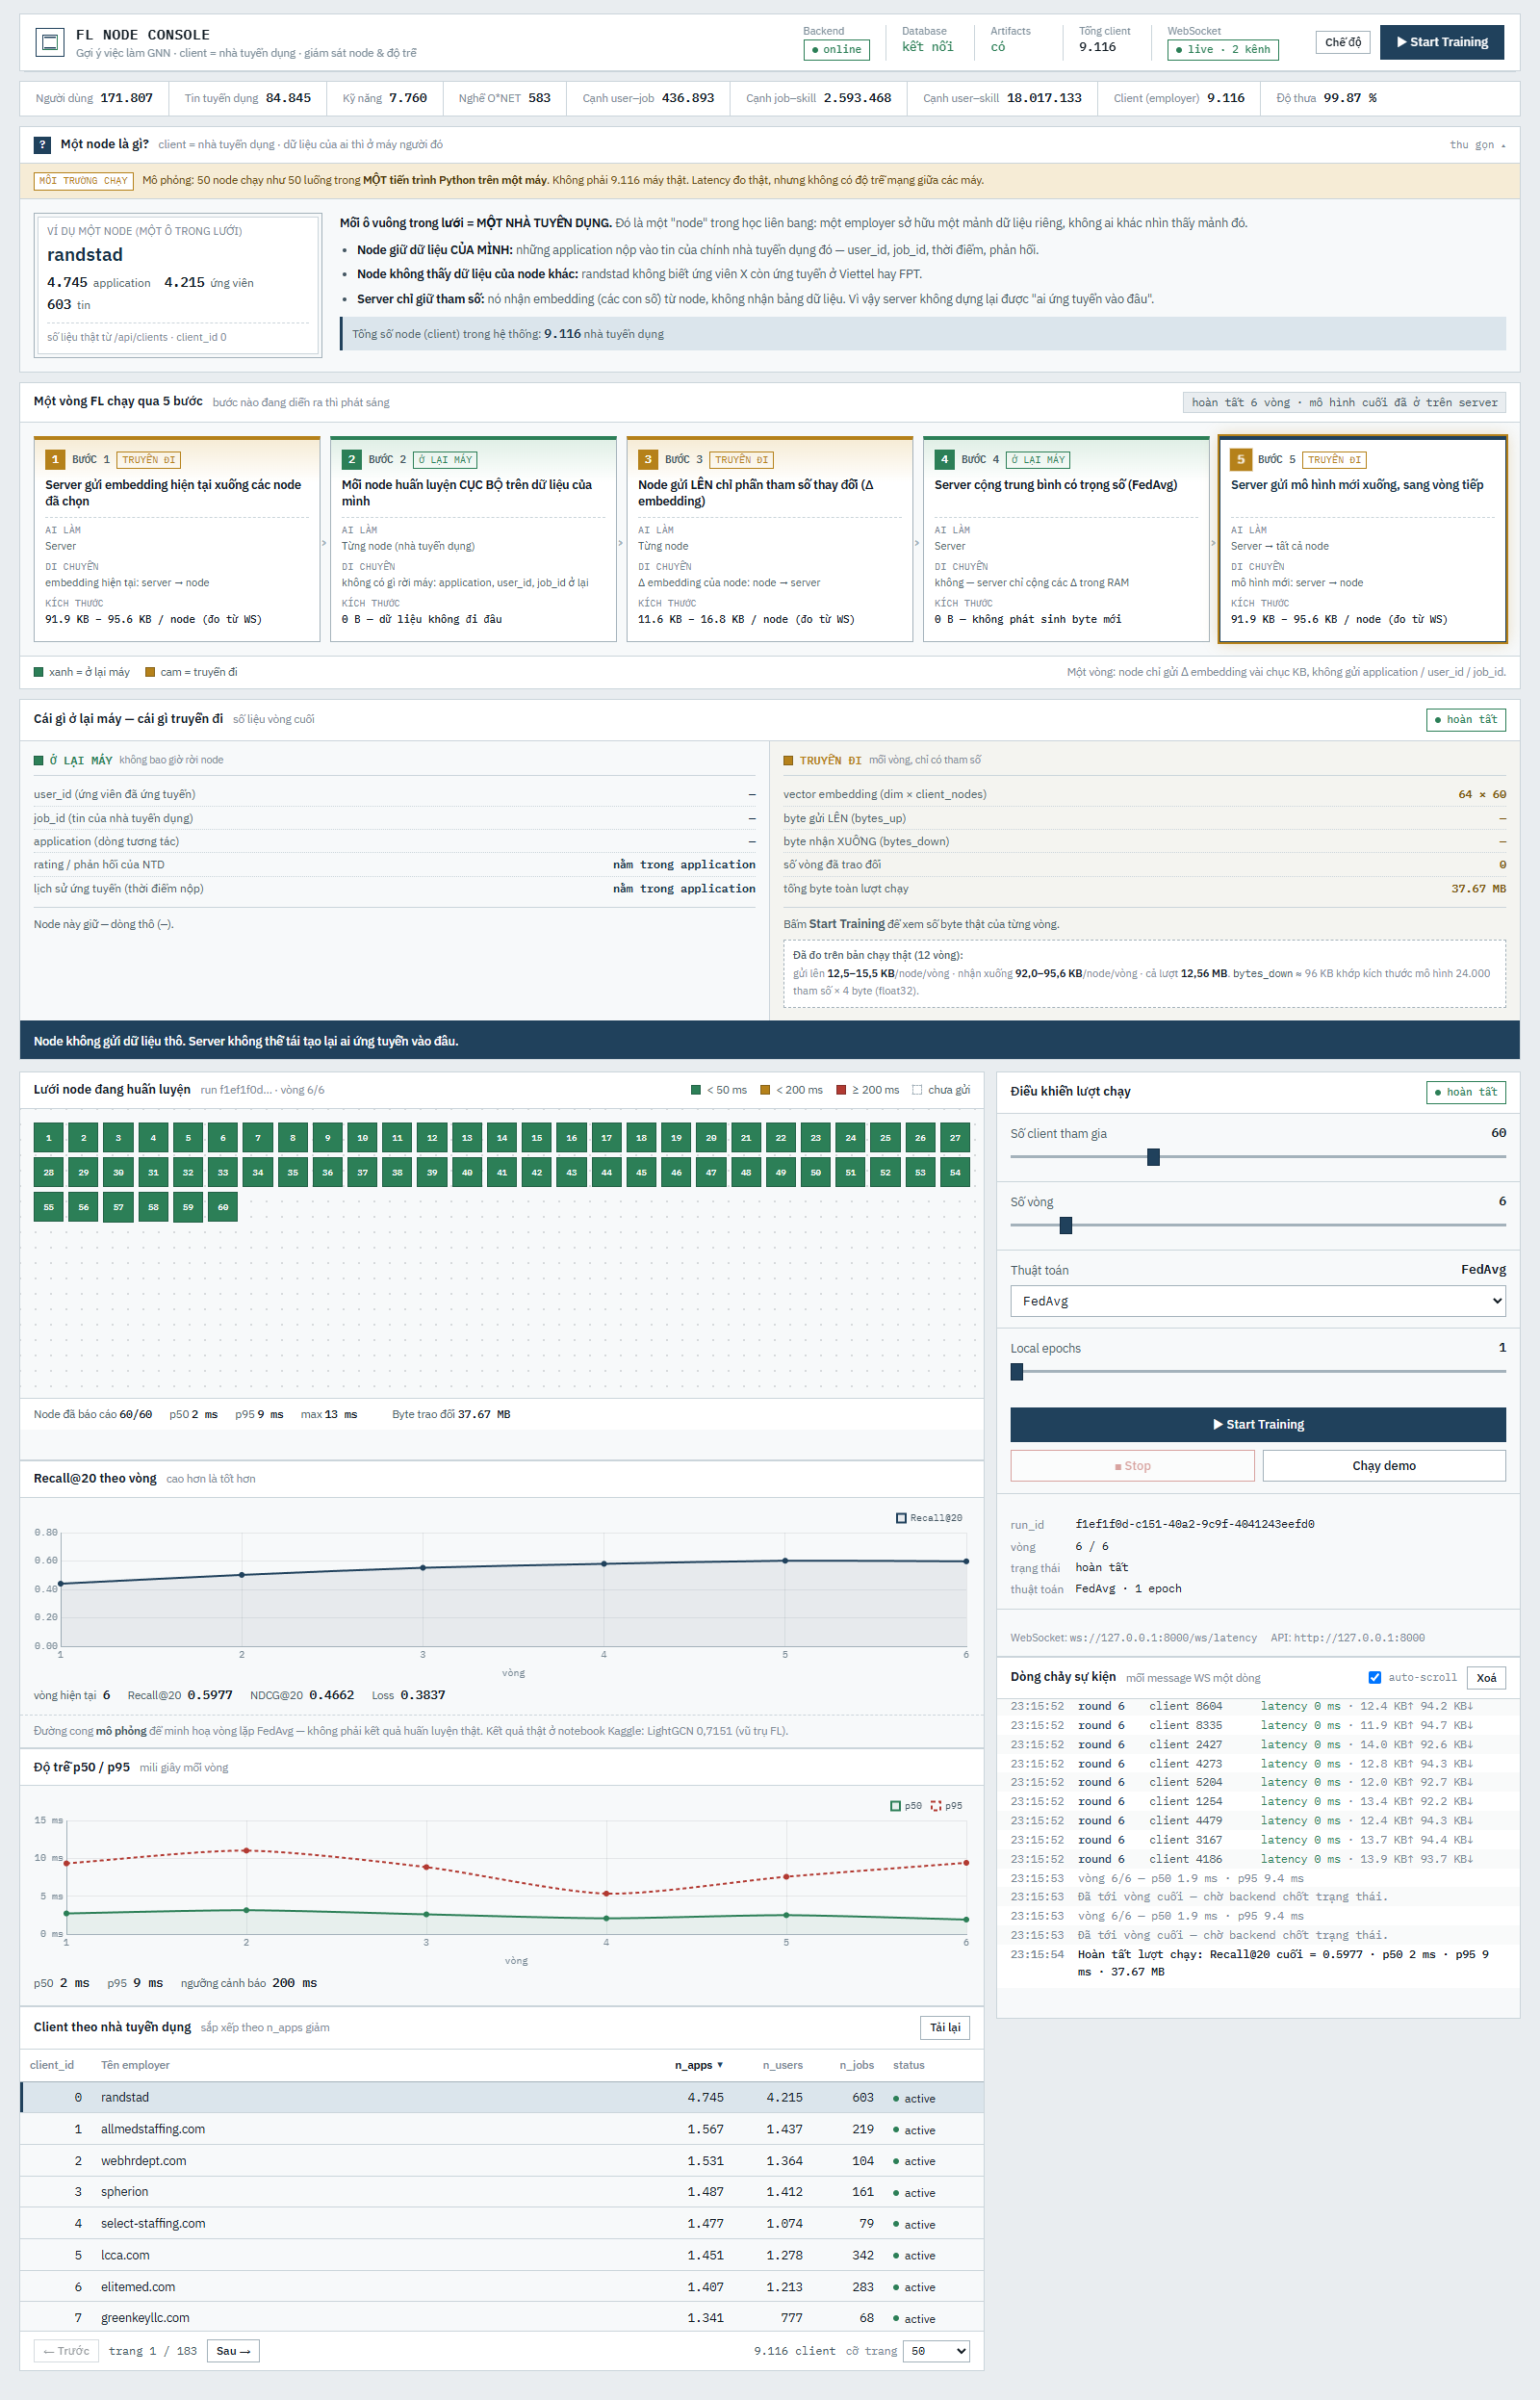 FL NODE CONSOLE
Gợi ý việc làm GNN · client = nhà tuyển dụng · giám sát node & độ trễ
Backend
● online
Database
kết nối
Artifacts
có
Tổng client
9.116
WebSocket
● live · 2 kênh
Chế độ
▶ Start Training
Người dùng 171.807
Tin tuyển dụng 84.845
Kỹ năng 7.760
Nghề O*NET 583
Cạnh user–job 436.893
Cạnh job–skill 2.593.468
Cạnh user–skill 18.017.133
Client (employer) 9.116
Độ thưa 99.87 %
? Một node là gì? client = nhà tuyển dụng · dữ liệu của ai thì ở máy người đó
thu gọn ▴
MÔI TRƯỜNG CHẠY Mô phỏng: 50 node chạy như 50 luồng trong MỘT tiến trình Python trên một máy. Không phải 9.116 máy thật. Latency đo thật, nhưng không có độ trễ mạng giữa các máy.
VÍ DỤ MỘT NODE (MỘT Ô TRONG LƯỚI)
randstad
4.745 application 4.215 ứng viên
603 tin
số liệu thật từ /api/clients · client_id 0
Mỗi ô vuông trong lưới = MỘT NHÀ TUYỂN DỤNG. Đó là một "node" trong học liên bang: một employer sở hữu một mảnh dữ liệu riêng, không ai khác nhìn thấy mảnh đó.
• Node giữ dữ liệu CỦA MÌNH: những application nộp vào tin của chính nhà tuyển dụng đó — user_id, job_id, thời điểm, phản hồi.
• Node không thấy dữ liệu của node khác: randstad không biết ứng viên X còn ứng tuyển ở Viettel hay FPT.
• Server chỉ giữ tham số: nó nhận embedding (các con số) từ node, không nhận bảng dữ liệu. Vì vậy server không dựng lại được "ai ứng tuyển vào đâu".
Tổng số node (client) trong hệ thống: 9.116 nhà tuyển dụng
Một vòng FL chạy qua 5 bước bước nào đang diễn ra thì phát sáng
hoàn tất 6 vòng · mô hình cuối đã ở trên server
1 BƯỚC 1 TRUYỀN ĐI
Server gửi embedding hiện tại xuống các node
đã chọn
AI LÀM
Server
DI CHUYỂN
embedding hiện tại: server → node
KÍCH THƯỚC
91.9 KB – 95.6 KB / node (đo từ WS)
›
2 BƯỚC 2 Ở LẠI MÁY
Mỗi node huấn luyện CỤC BỘ trên dữ liệu của
mình
AI LÀM
Từng node (nhà tuyển dụng)
DI CHUYỂN
không có gì rời máy: application, user_id, job_id ở lại
KÍCH THƯỚC
0 B — dữ liệu không đi đâu
›
3 BƯỚC 3 TRUYỀN ĐI
Node gửi LÊN chỉ phần tham số thay đổi (Δ
embedding)
AI LÀM
Từng node
DI CHUYỂN
Δ embedding của node: node → server
KÍCH THƯỚC
11.6 KB – 16.8 KB / node (đo từ WS)
›
4 BƯỚC 4 Ở LẠI MÁY
Server cộng trung bình có trọng số (FedAvg)
AI LÀM
Server
DI CHUYỂN
không — server chỉ cộng các Δ trong RAM
KÍCH THƯỚC
0 B — không phát sinh byte mới
›
5 BƯỚC 5 TRUYỀN ĐI
Server gửi mô hình mới xuống, sang vòng tiếp
AI LÀM
Server → tất cả node
DI CHUYỂN
mô hình mới: server → node
KÍCH THƯỚC
91.9 KB – 95.6 KB / node (đo từ WS)
xanh = ở lại máy cam = truyền đi
Một vòng: node chỉ gửi Δ embedding vài chục KB, không gửi application / user_id / job_id.
Cái gì ở lại máy — cái gì truyền đi số liệu vòng cuối
● hoàn tất
Ở LẠI MÁY không bao giờ rời node
user_id (ứng viên đã ứng tuyển) —
job_id (tin của nhà tuyển dụng) —
application (dòng tương tác) —
rating / phản hồi của NTD nằm trong application
lịch sử ứng tuyển (thời điểm nộp) nằm trong application
Node này giữ — dòng thô (—).
TRUYỀN ĐI mỗi vòng, chỉ có tham số
vector embedding (dim × client_nodes) 64 × 60
byte gửi LÊN (bytes_up) —
byte nhận XUỐNG (bytes_down) —
số vòng đã trao đổi 0
tổng byte toàn lượt chạy 37.67 MB
Bấm Start Training để xem số byte thật của từng vòng.
Đã đo trên bản chạy thật (12 vòng):
gửi lên 12,5–15,5 KB/node/vòng · nhận xuống 92,0–95,6 KB/node/vòng · cả lượt 12,56 MB. bytes_down ≈ 96 KB khớp kích thước mô hình 24.000
tham số × 4 byte (float32).
Node không gửi dữ liệu thô. Server không thể tái tạo lại ai ứng tuyển vào đâu.
Lưới node đang huấn luyện run f1ef1f0d… · vòng 6/6
< 50 ms < 200 ms ≥ 200 ms chưa gửi
1 2 3 4 5 6 7 8 9 10 11 12 13 14 15 16 17 18 19 20 21 22 23 24 25 26 27
28 29 30 31 32 33 34 35 36 37 38 39 40 41 42 43 44 45 46 47 48 49 50 51 52 53 54
55 56 57 58 59 60
Node đã báo cáo 60/60 p50 2 ms p95 9 ms max 13 ms Byte trao đổi 37.67 MB
Recall@20 theo vòng cao hơn là tốt hơn
Recall@20
0.80
0.60
0.40
0.20
0.00
1 2 3 4 5 6
vòng
vòng hiện tại 6 Recall@20 0.5977 NDCG@20 0.4662 Loss 0.3837
Đường cong mô phỏng để minh hoạ vòng lặp FedAvg — không phải kết quả huấn luyện thật. Kết quả thật ở notebook Kaggle: LightGCN 0,7151 (vũ trụ FL).
Độ trễ p50 / p95 mili giây mỗi vòng
p50 p95
15 ms
10 ms
5 ms
0 ms
1 2 3 4 5 6
vòng
p50 2 ms p95 9 ms ngưỡng cảnh báo 200 ms
Client theo nhà tuyển dụng sắp xếp theo n_apps giảm
Tải lại
client_id Tên employer n_apps ▼ n_users n_jobs status
0 randstad 4.745 4.215 603 ● active
1 allmedstaffing.com 1.567 1.437 219 ● active
2 webhrdept.com 1.531 1.364 104 ● active
3 spherion 1.487 1.412 161 ● active
4 select-staffing.com 1.477 1.074 79 ● active
5 lcca.com 1.451 1.278 342 ● active
6 elitemed.com 1.407 1.213 283 ● active
7 greenkeyllc.com 1.341 777 68 ● active
← Trước trang 1 / 183 Sau →
9.116 client cỡ trang 50
Điều khiển lượt chạy
● hoàn tất
Số client tham gia 60
Số vòng 6
Thuật toán FedAvg
FedAvg
Local epochs 1
▶ Start Training
■ Stop
Chạy demo
run_id f1ef1f0d-c151-40a2-9c9f-4041243eefd0
vòng 6 / 6
trạng thái hoàn tất
thuật toán FedAvg · 1 epoch
WebSocket: ws://127.0.0.1:8000/ws/latency API: http://127.0.0.1:8000
Dòng chảy sự kiện mỗi message WS một dòng
auto-scroll
Xoá
23:15:52 round 6 client 8604 latency 0 ms · 12.4 KB↑ 94.2 KB↓
23:15:52 round 6 client 8335 latency 0 ms · 11.9 KB↑ 94.7 KB↓
23:15:52 round 6 client 2427 latency 0 ms · 14.0 KB↑ 92.6 KB↓
23:15:52 round 6 client 4273 latency 0 ms · 12.8 KB↑ 94.3 KB↓
23:15:52 round 6 client 5204 latency 0 ms · 12.0 KB↑ 92.7 KB↓
23:15:52 round 6 client 1254 latency 0 ms · 13.4 KB↑ 92.2 KB↓
23:15:52 round 6 client 4479 latency 0 ms · 12.4 KB↑ 94.3 KB↓
23:15:52 round 6 client 3167 latency 0 ms · 13.7 KB↑ 94.4 KB↓
23:15:52 round 6 client 4186 latency 0 ms · 13.9 KB↑ 93.7 KB↓
23:15:53 vòng 6/6 — p50 1.9 ms · p95 9.4 ms
23:15:53 Đã tới vòng cuối — chờ backend chốt trạng thái.
23:15:53 vòng 6/6 — p50 1.9 ms · p95 9.4 ms
23:15:53 Đã tới vòng cuối — chờ backend chốt trạng thái.
23:15:54 Hoàn tất lượt chạy: Recall@20 cuối = 0.5977 · p50 2 ms · p95 9
ms · 37.67 MB